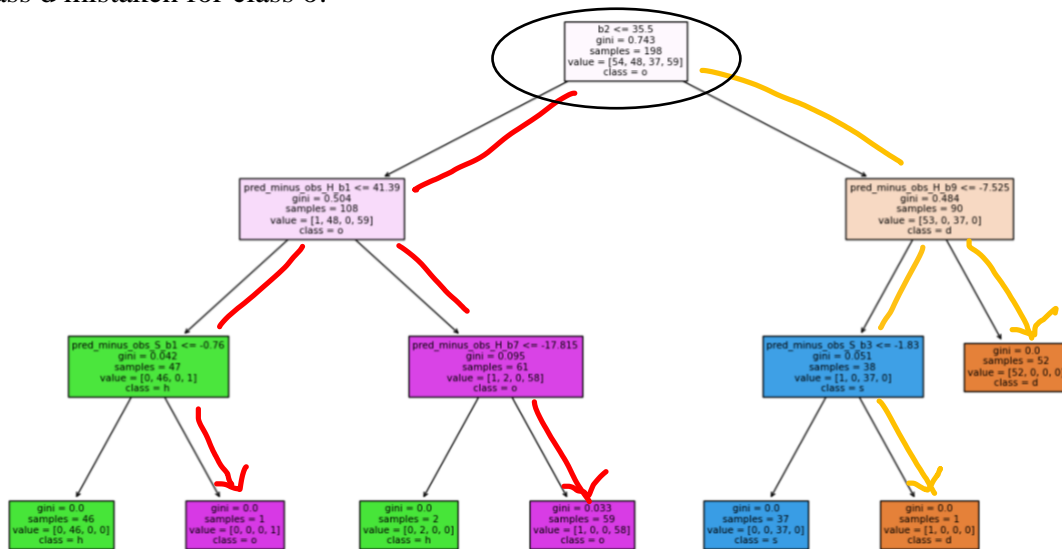 b2 <= 35.5
gini = 0.743
samples = 198
value = [54, 48, 37, 59]
class = o
pred_minus_obs_H_b1 <= 41.39
gini = 0.504
samples = 108
value = [1, 48, 0, 59]
class = o
pred_minus_obs_H_b9 <= -7.525
gini = 0.484
samples = 90
value = [53, 0, 37, 0]
class = d
pred_minus_obs_S_b1 <= -0.76
gini = 0.042
samples = 47
value = [0, 46, 0, 1]
class = h
pred_minus_obs_H_b7 <= -17.815
gini = 0.095
samples = 61
value = [1, 2, 0, 58]
class = o
pred_minus_obs_S_b3 <= -1.83
gini = 0.051
samples = 38
value = [1, 0, 37, 0]
class = s
gini = 0.0
samples = 52
value = [52, 0, 0, 0]
class = d
gini = 0.0
samples = 46
value = [0, 46, 0, 0]
class = h
gini = 0.0
samples = 1
value = [0, 0, 0, 1]
class = o
gini = 0.0
samples = 2
value = [0, 2, 0, 0]
class = h
gini = 0.033
samples = 59
value = [1, 0, 0, 58]
class = o
gini = 0.0
samples = 37
value = [0, 0, 37, 0]
class = s
gini = 0.0
samples = 1
value = [1, 0, 0, 0]
class = d